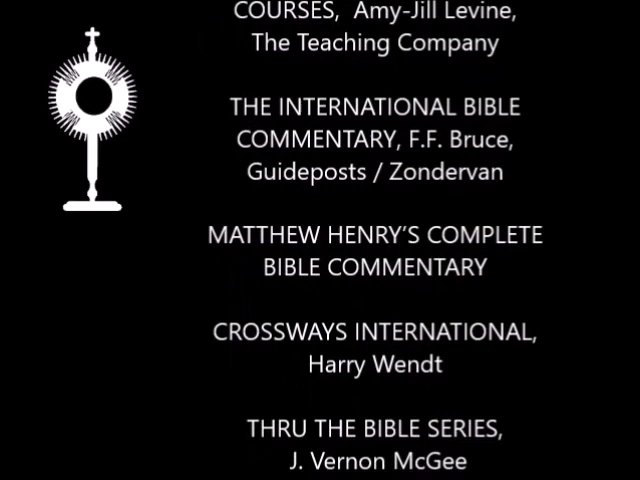 COURSES, Amy-Jill Levine,
The Teaching Company
THE INTERNATIONAL BIBLE
COMMENTARY, F.F. Bruce,
Guideposts / Zondervan
MATTHEW HENRY’S COMPLETE
BIBLE COMMENTARY
CROSSWAYS INTERNATIONAL,
Harry Wendt
THRU THE BIBLE SERIES,
J. Vernon McGee